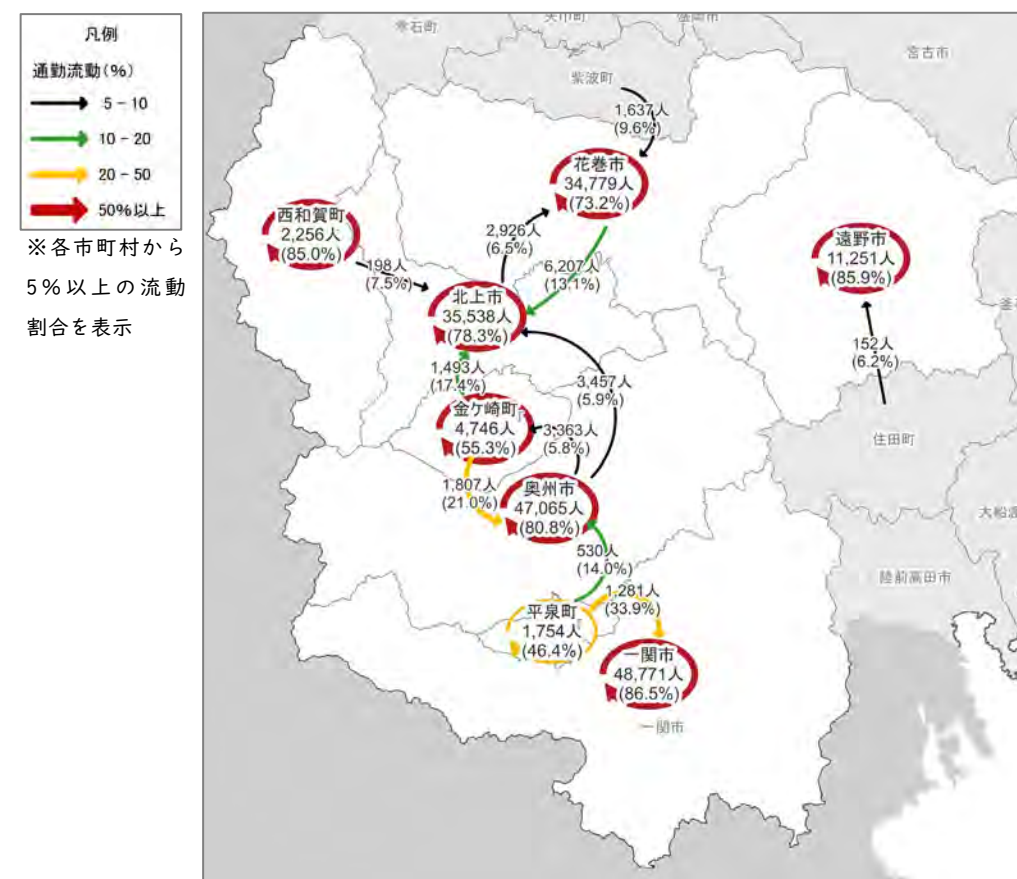 凡例
通勤流動(%)
5 - 10
10 - 20
20 - 50
50%以上
※各市町村から
5%以上の流動
割合を表示
雫石町
矢巾町
盛岡市
宮古市
紫波町
1,637人
(9.6%)
花巻市
34,779人
(73.2%)
西和賀町
2,256人
(85.0%)
2,926人
(6.5%)
遠野市
11,251人
(85.9%)
198人
(7.5%)
6,207人
(13.1%)
北上市
35,538人
(78.3%)
152人
(6.2%)
1,493人
(17.4%)
3,457人
(5.9%)
金ケ崎町
4,746人
(55.3%)
3,363人
(5.8%)
住田町
1,807人
(21.0%)
奥州市
47,065人
(80.8%)
530人
(14.0%)
陸前高田市
1,281人
(33.9%)
平泉町
1,754人
(46.4%)
一関市
48,771人
(86.5%)
一関市